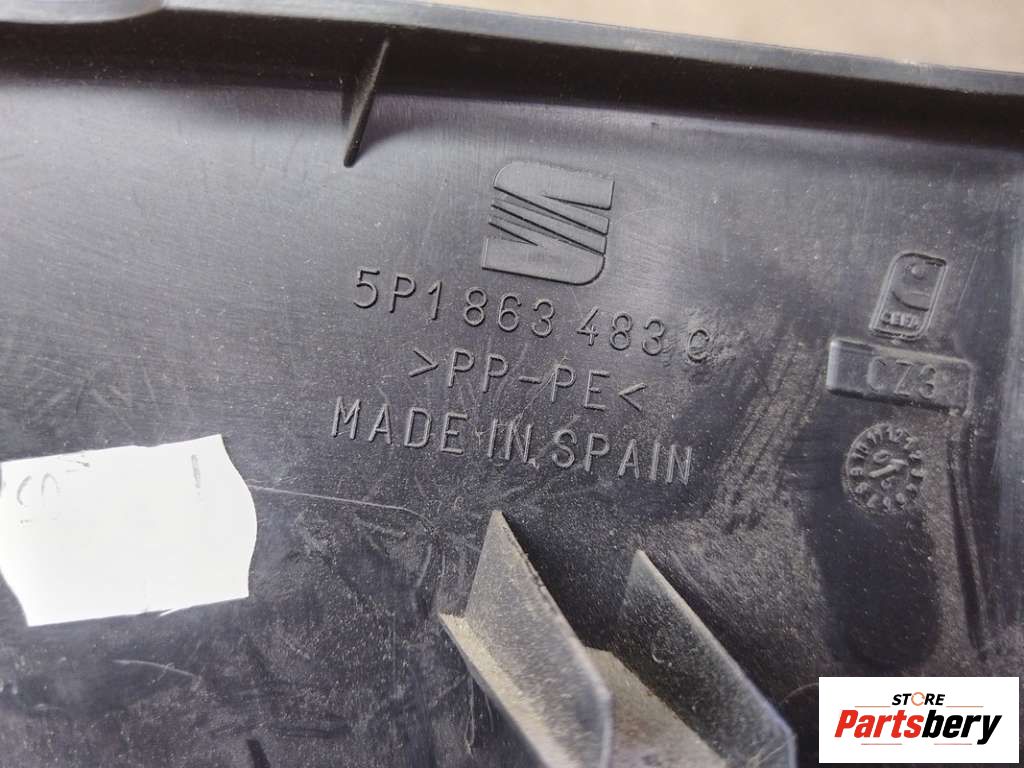 5P1 863 483 C
>PP-PE<
MADE IN SPAIN
CZ3
STORE
Partsbery